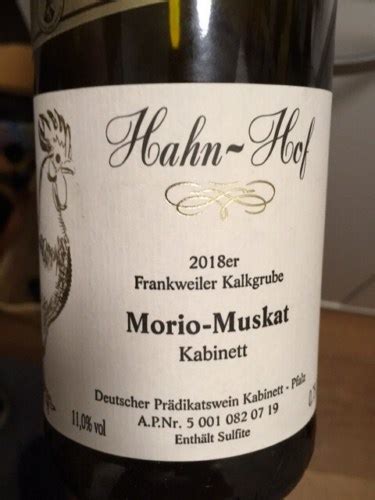 Hahn~Hof
2018er
Frankweiler Kalkgrube
Morio-Muskat
Kabinett
Deutscher Prädikatswein Kabinett - Pfalz
11,0% vol
A.P.Nr. 5 001 082 07 19
Enthält Sulfite